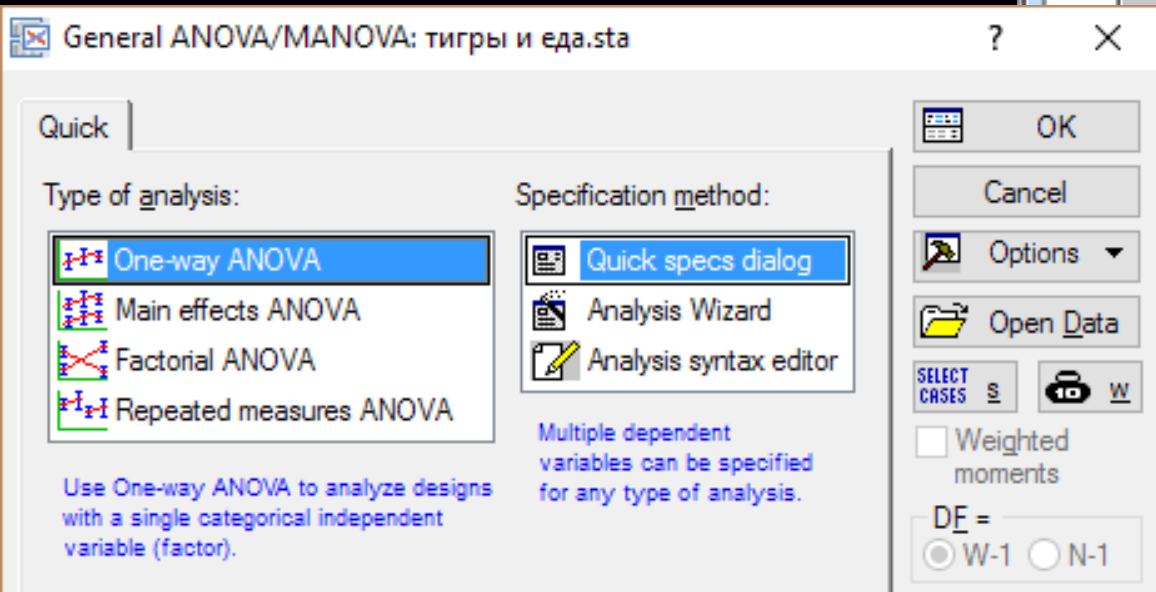 General ANOVA/MANOVA: тигры и еда.sta
?
Quick
Type of analysis:
One-way ANOVA
Main effects ANOVA
Factorial ANOVA
Repeated measures ANOVA
Use One-way ANOVA to analyze designs
with a single categorical independent
variable (factor).
Specification method:
Quick specs dialog
Analysis Wizard
Analysis syntax editor
Multiple dependent
variables can be specified
for any type of analysis.
OK
Cancel
Options
Open Data
SELECT
CASES S
W
Weighted
moments
DF =
W-1 N-1